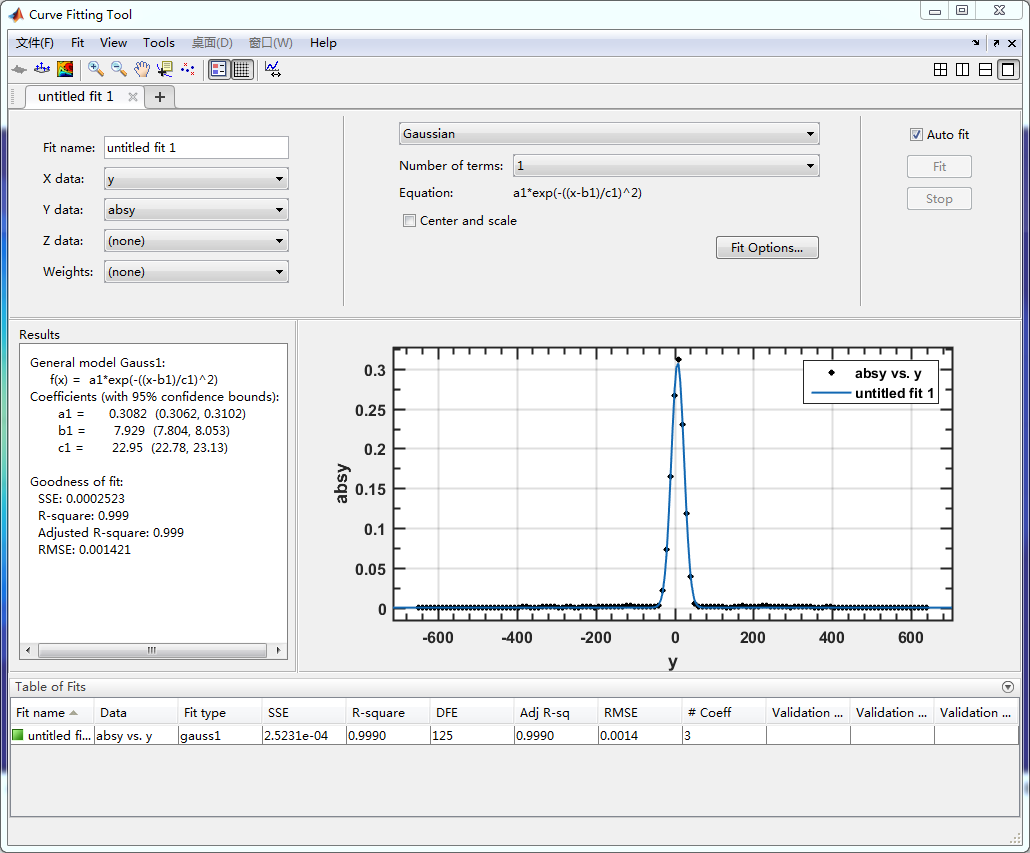 Curve Fitting Tool
文件(F) Fit View Tools 桌面(D) 窗口(W) Help
untitled fit 1
Fit name: untitled fit 1
X data: y
Y data: absy
Z data: (none)
Weights: (none)
Gaussian
Number of terms: 1
Equation: a1*exp(-((x-b1)/c1)^2)
Center and scale
Fit Options...
Auto fit
Fit
Stop
Results
General model Gauss1:
f(x) = a1*exp(-((x-b1)/c1)^2)
Coefficients (with 95% confidence bounds):
a1 = 0.3082 (0.3062, 0.3102)
b1 = 7.929 (7.804, 8.053)
c1 = 22.95 (22.78, 23.13)
Goodness of fit:
SSE: 0.0002523
R-square: 0.999
Adjusted R-square: 0.999
RMSE: 0.001421
absy vs. y
untitled fit 1
0.3
0.25
0.2
0.15
0.1
0.05
0
absy
-600 -400 -200 0 200 400 600
y
Table of Fits
Fit name Data Fit type SSE R-square DFE Adj R-sq RMSE # Coeff Validation ... Validation ... Validation ...
untitled fi... absy vs. y gauss1 2.5231e-04 0.9990 125 0.9990 0.0014 3